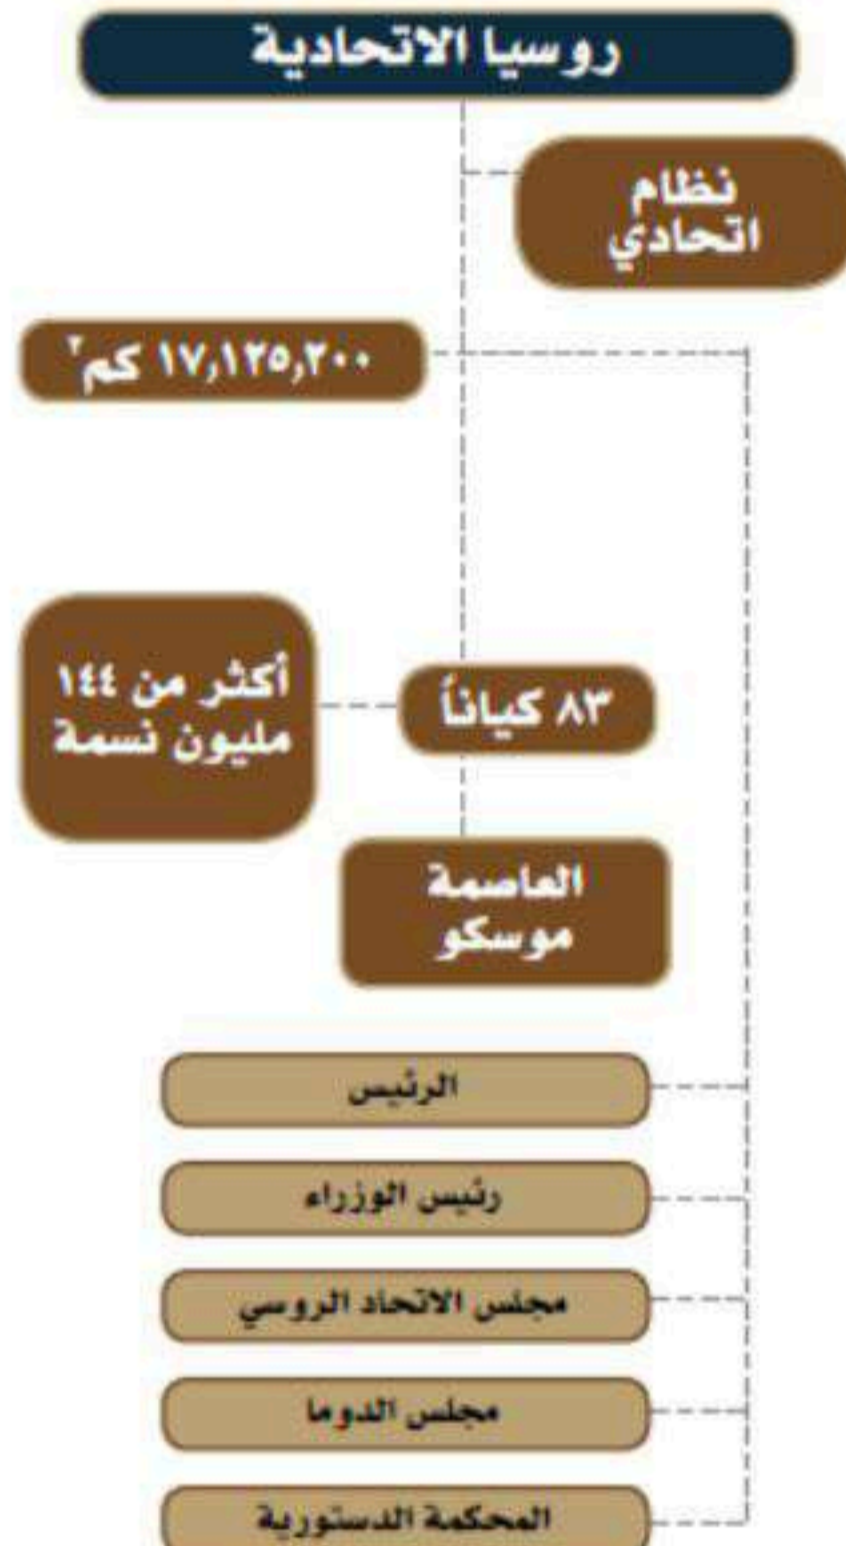 روسيا الاتحادية
نظام
اتحادي
١٧,١٢٥,٢٠٠ كم٢
أكثر من ١٤٤
مليون نسمة
٨٣ كياناً
العاصمة
موسكو
الرئيس
رئيس الوزراء
مجلس الاتحاد الروسي
مجلس الدوما
المحكمة الدستورية